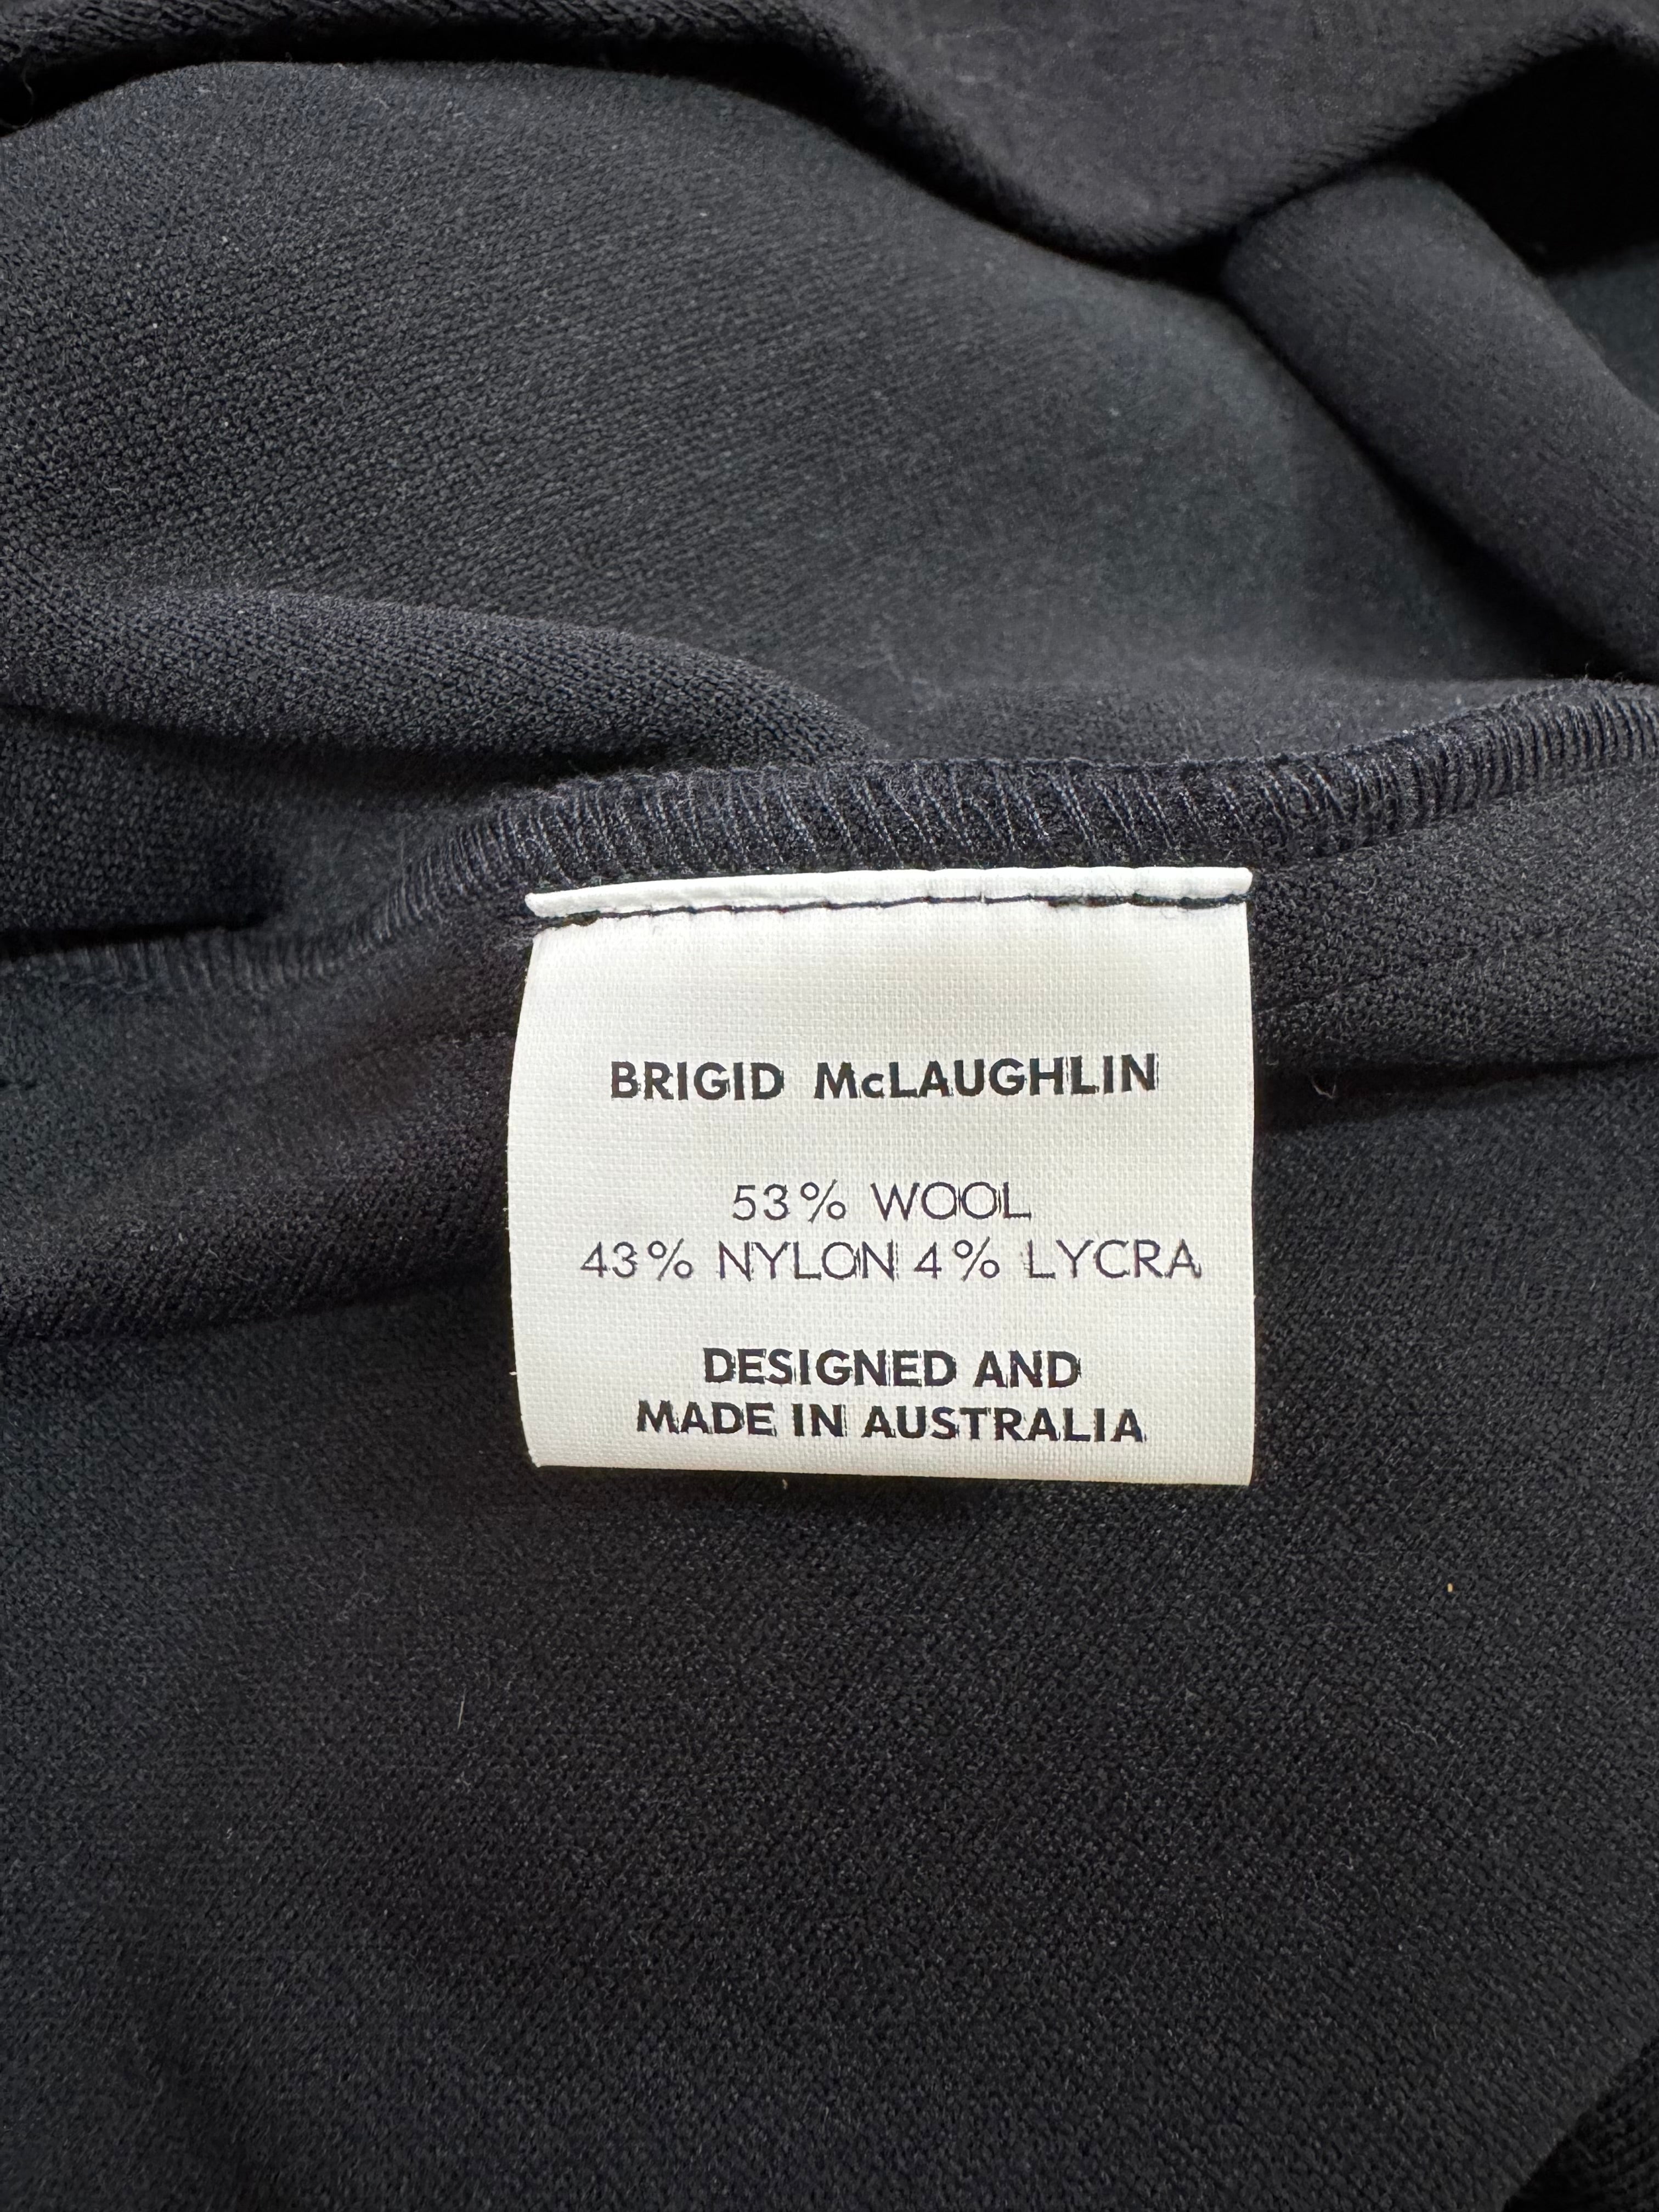 BRIGID McLAUGHLIN
53% WOOL
43% NYLON 4% LYCRA
DESIGNED AND
MADE IN AUSTRALIA